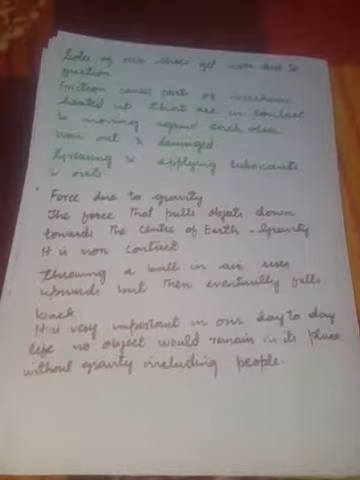 Soles of our shoes get worn due to
friction
Friction causes parts of machine
heated up that are in contact
& moving against each other
Wear out & damaged
Greasing & applying lubricants
& oils
Force due to gravity
The force that pulls objects down
towards the centre of Earth - Gravity
It is non contact
Throwing a ball in air rises
upwards but then eventually falls
back
It is very important in our day to day
life no object would remain in its place
without gravity including people.